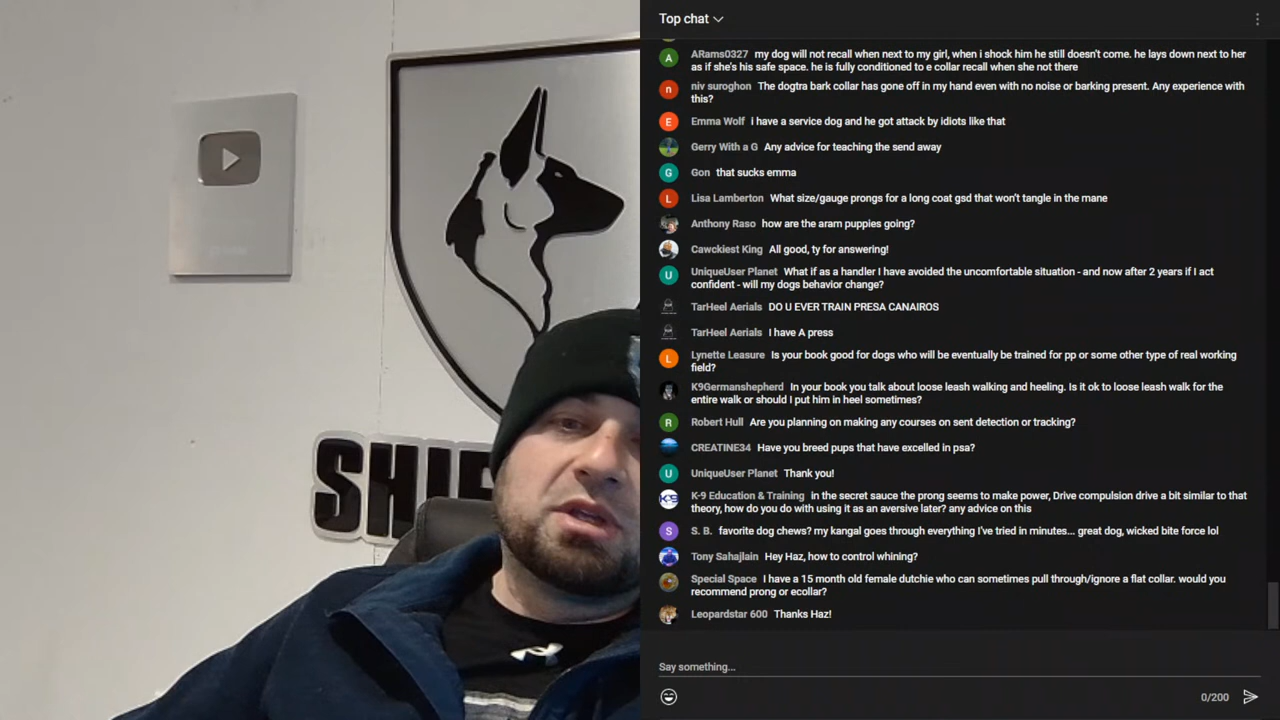 SHI
Top chat
ARams0327 my dog will not recall when next to my girl, when i shock him he still doesn't come. he lays down next to her
as if she's his safe space. he is fully conditioned to e collar recall when she not there
niv suroghon The dogtra bark collar has gone off in my hand even with no noise or barking present. Any experience with
this?
Emma Wolf i have a service dog and he got attack by idiots like that
Gerry With a G Any advice for teaching the send away
Gon that sucks emma
Lisa Lamberton What size/gauge prongs for a long coat gsd that won't tangle in the mane
Anthony Raso how are the aram puppies going?
Cawckiest King All good, ty for answering!
UniqueUser Planet What if as a handler I have avoided the uncomfortable situation - and now after 2 years if I act
confident - will my dogs behavior change?
TarHeel Aerials DO U EVER TRAIN PRESA CANAIROS
TarHeel Aerials I have A press
Lynette Leasure Is your book good for dogs who will be eventually be trained for pp or some other type of real working
field?
K9Germanshepherd In your book you talk about loose leash walking and heeling. Is it ok to loose leash walk for the
entire walk or should I put him in heel sometimes?
Robert Hull Are you planning on making any courses on sent detection or tracking?
CREATINE34 Have you breed pups that have excelled in psa?
UniqueUser Planet Thank you!
K-9 Education & Training in the secret sauce the prong seems to make power, Drive compulsion drive a bit similar to that
theory, how do you do with using it as an aversive later? any advice on this
S. B. favorite dog chews? my kangal goes through everything I've tried in minutes... great dog, wicked bite force lol
Tony Sahajlain Hey Haz, how to control whining?
Special Space I have a 15 month old female dutchie who can sometimes pull through/ignore a flat collar. would you
recommend prong or ecollar?
Leopardstar 600 Thanks Haz!
Say something...
0/200